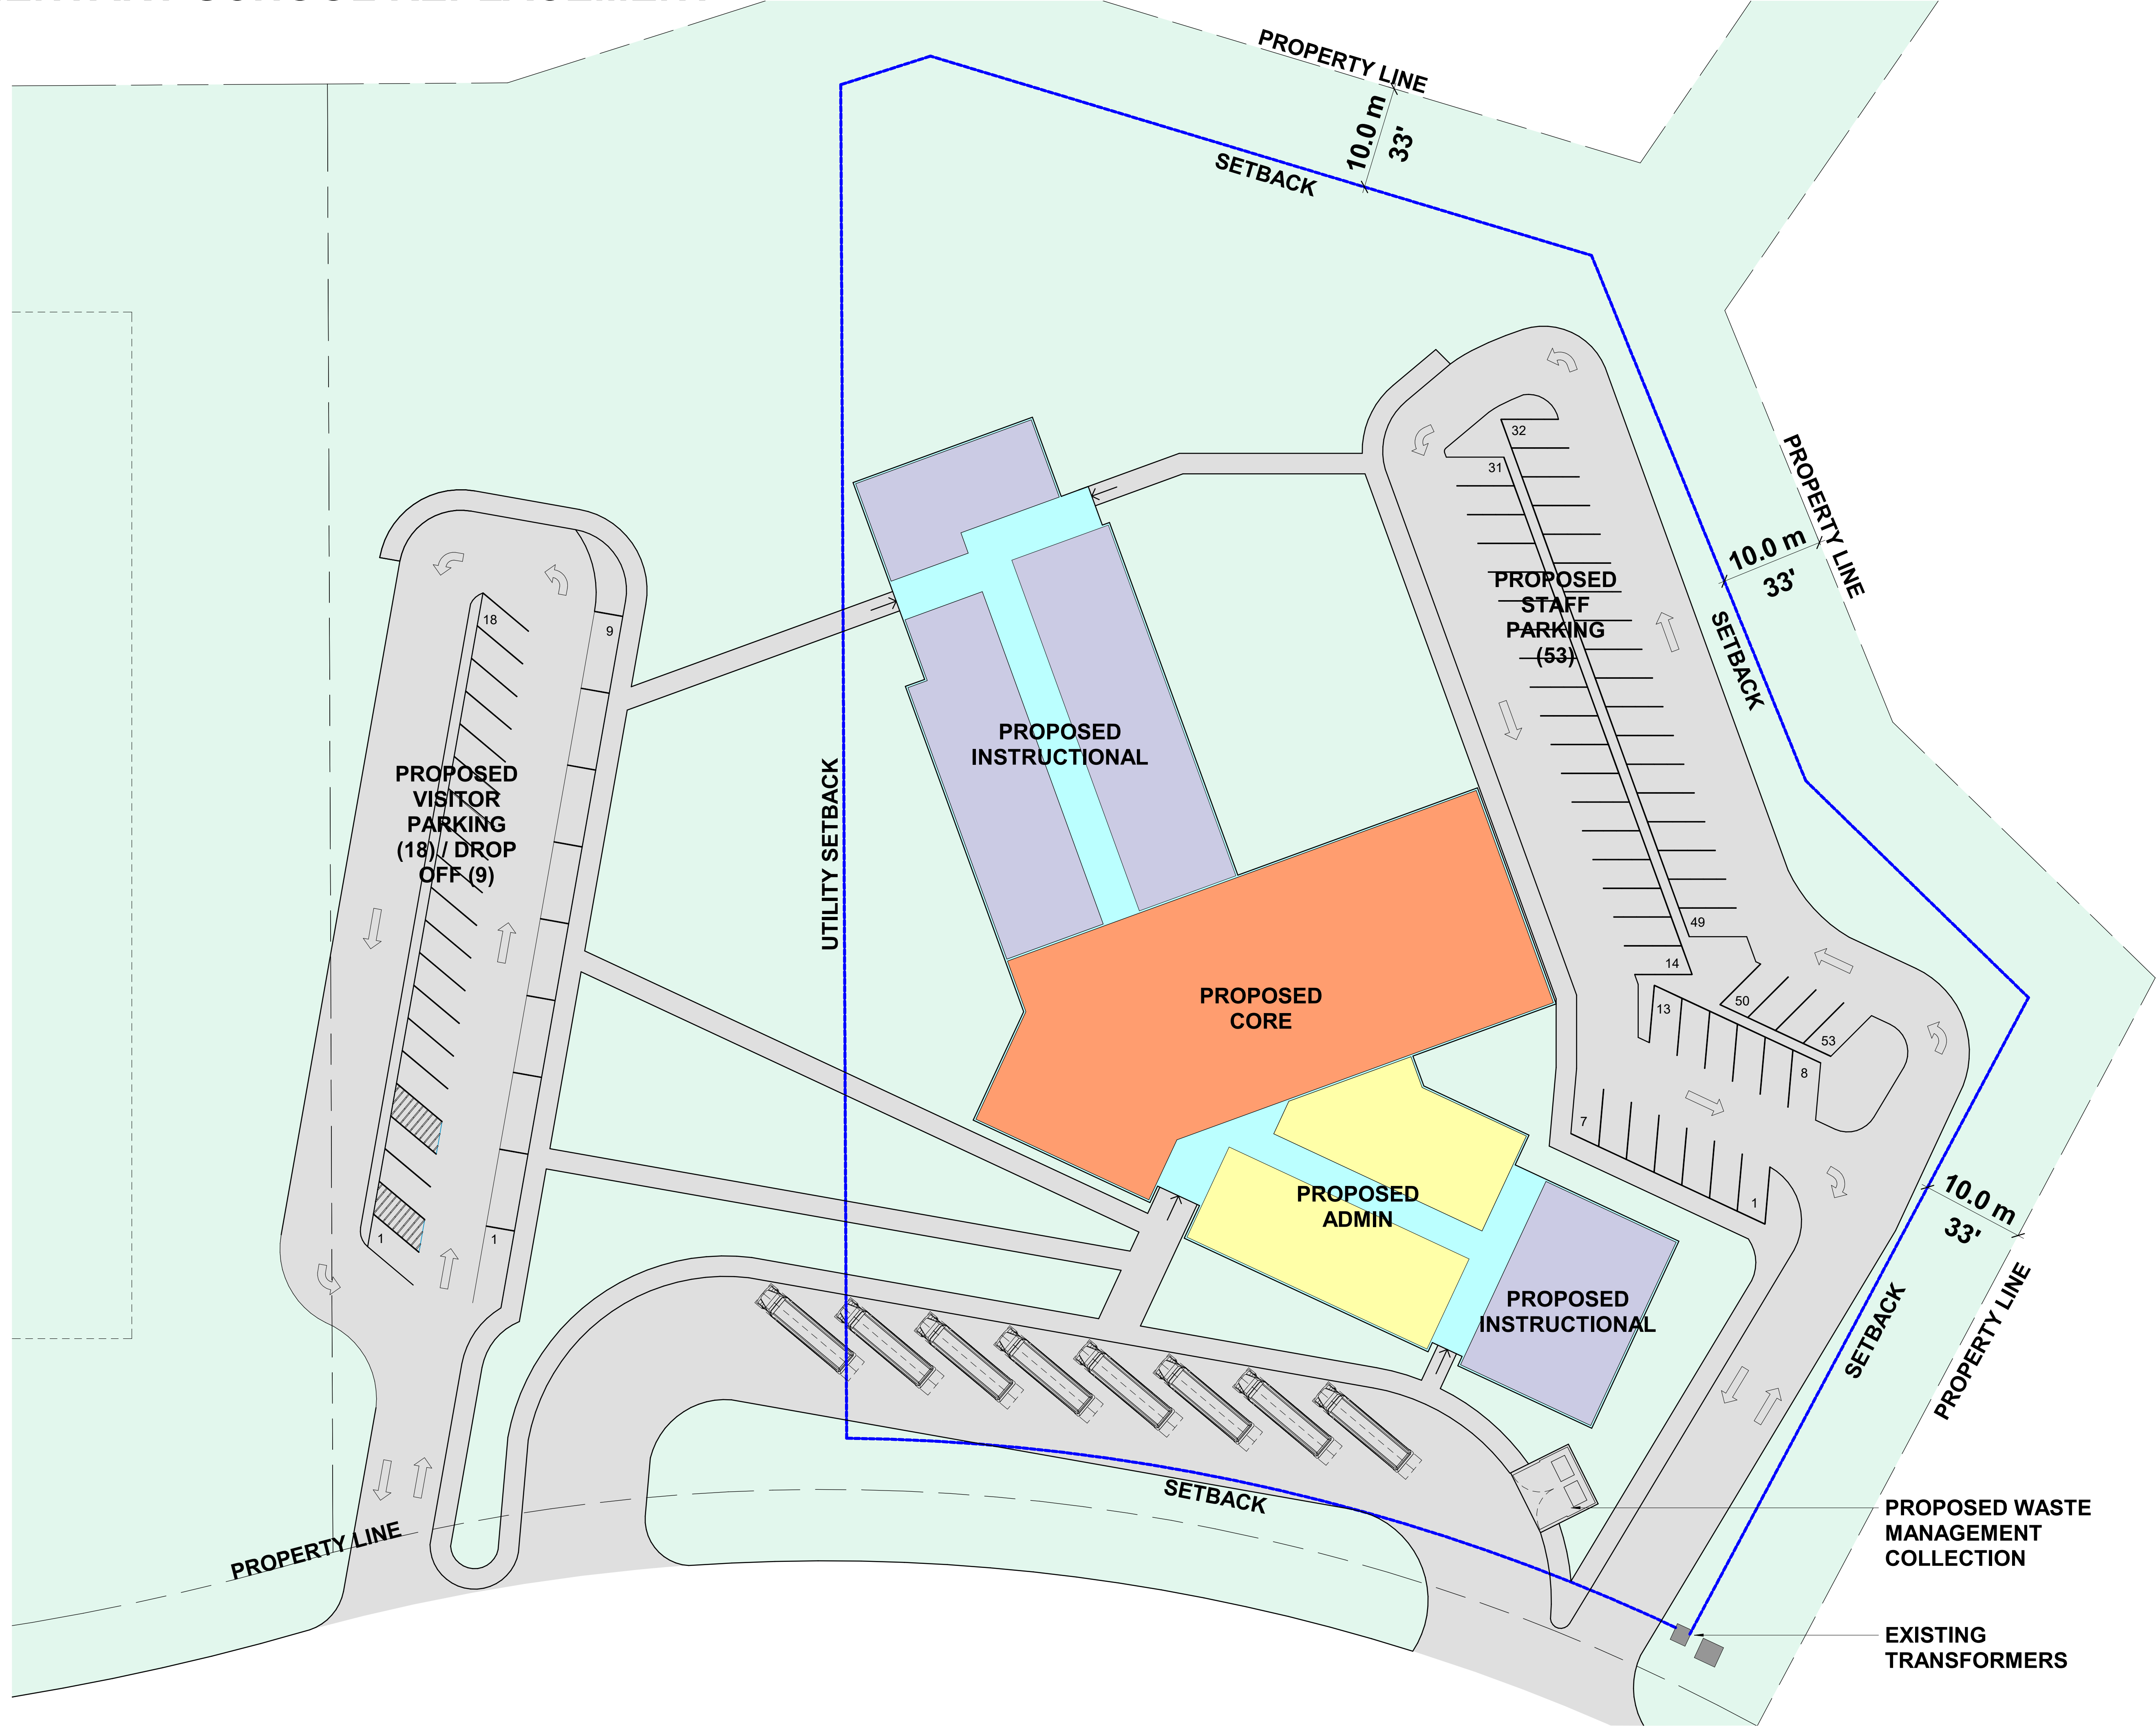 PROPERTY LINE
10.0 m
33'
SETBACK
PROPERTY LINE
10.0 m
33'
SETBACK
32
31
PROPOSED
STAFF
PARKING
(53)
18
9
PROPOSED
INSTRUCTIONAL
PROPOSED
VISITOR
PARKING
(18) / DROP
OFF (9)
UTILITY SETBACK
49
14
50
13
53
8
7
1
PROPOSED
CORE
PROPOSED
ADMIN
10.0 m
33'
1
1
PROPOSED
INSTRUCTIONAL
SETBACK
PROPERTY LINE
SETBACK
PROPERTY LINE
PROPOSED WASTE
MANAGEMENT
COLLECTION
EXISTING
TRANSFORMERS